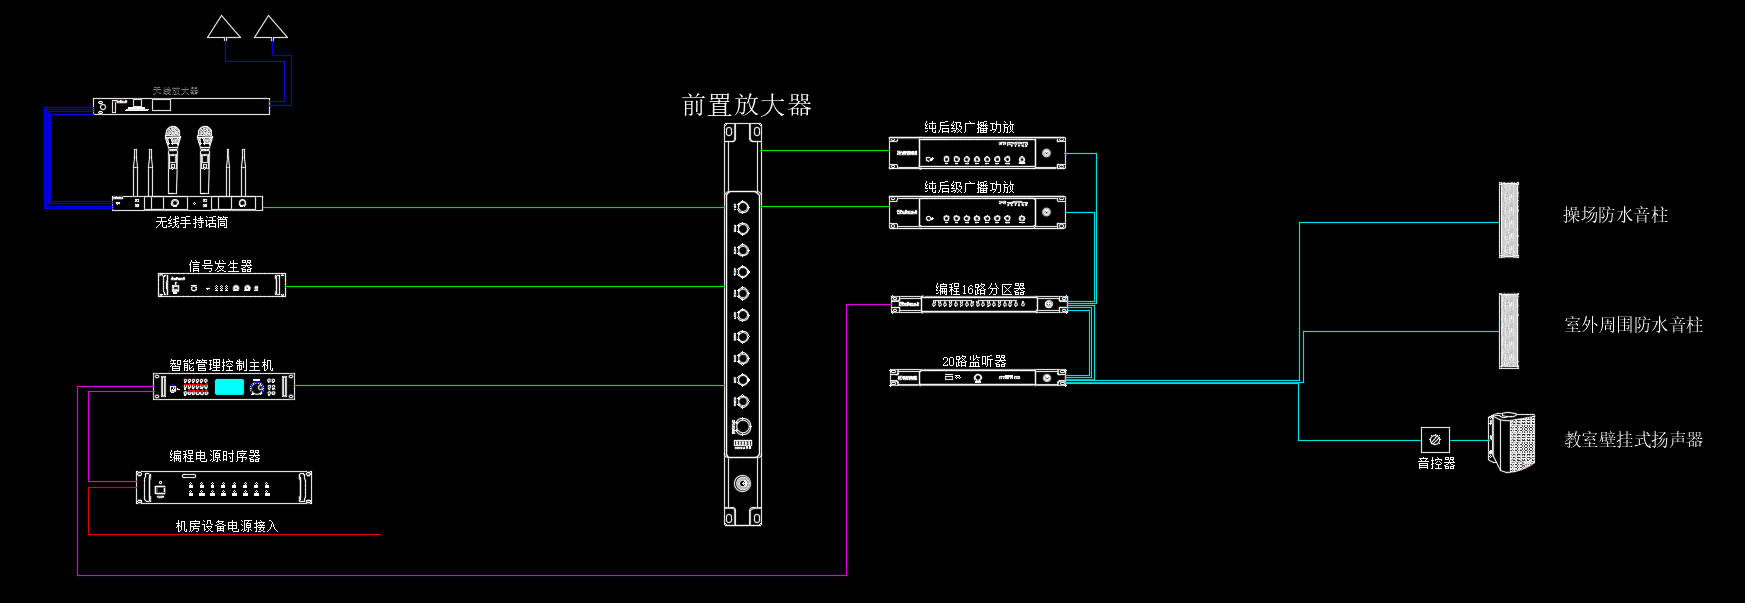 天线放大器
前置放大器
纯后级广播功放
纯后级广播功放
无线手持话筒
操场防水音柱
信号发生器
编程16路分区器
室外周围防水音柱
智能管理控制主机
20路监听器
教室壁挂式扬声器
音控器
编程电源时序器
机房设备电源接入